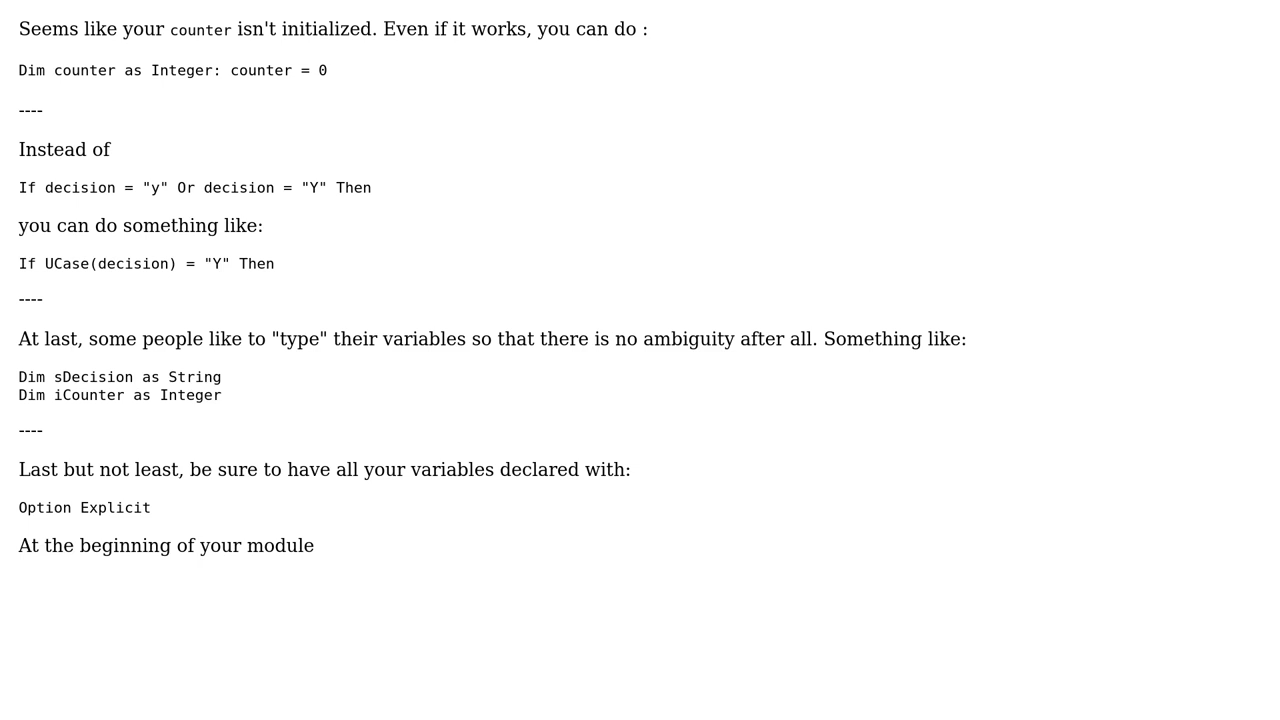 Seems like your counter isn't initialized. Even if it works, you can do :
Dim counter as Integer: counter = 0
----
Instead of
If decision = "y" Or decision = "Y" Then
you can do something like:
If UCase(decision) = "Y" Then
----
At last, some people like to "type" their variables so that there is no ambiguity after all. Something like:
Dim sDecision as String
Dim iCounter as Integer
----
Last but not least, be sure to have all your variables declared with:
Option Explicit
At the beginning of your module